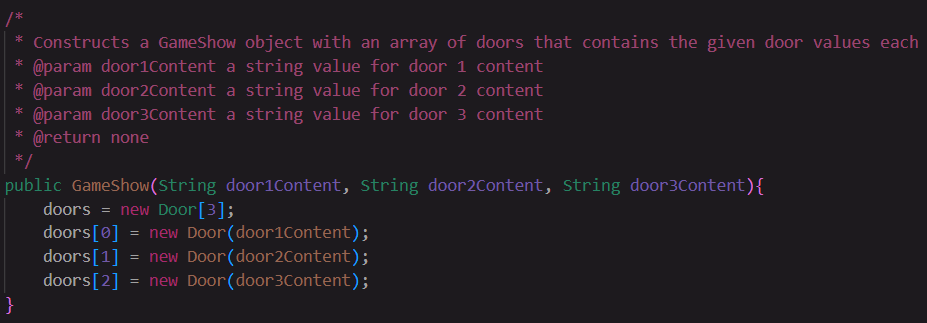 /*
 * Constructs a GameShow object with an array of doors that contains the given door values each
 * @param door1Content a string value for door 1 content
 * @param door2Content a string value for door 2 content
 * @param door3Content a string value for door 3 content
 * @return none
 */
public GameShow(String door1Content, String door2Content, String door3Content){
    doors = new Door[3];
    doors[0] = new Door(door1Content);
    doors[1] = new Door(door2Content);
    doors[2] = new Door(door3Content);
}